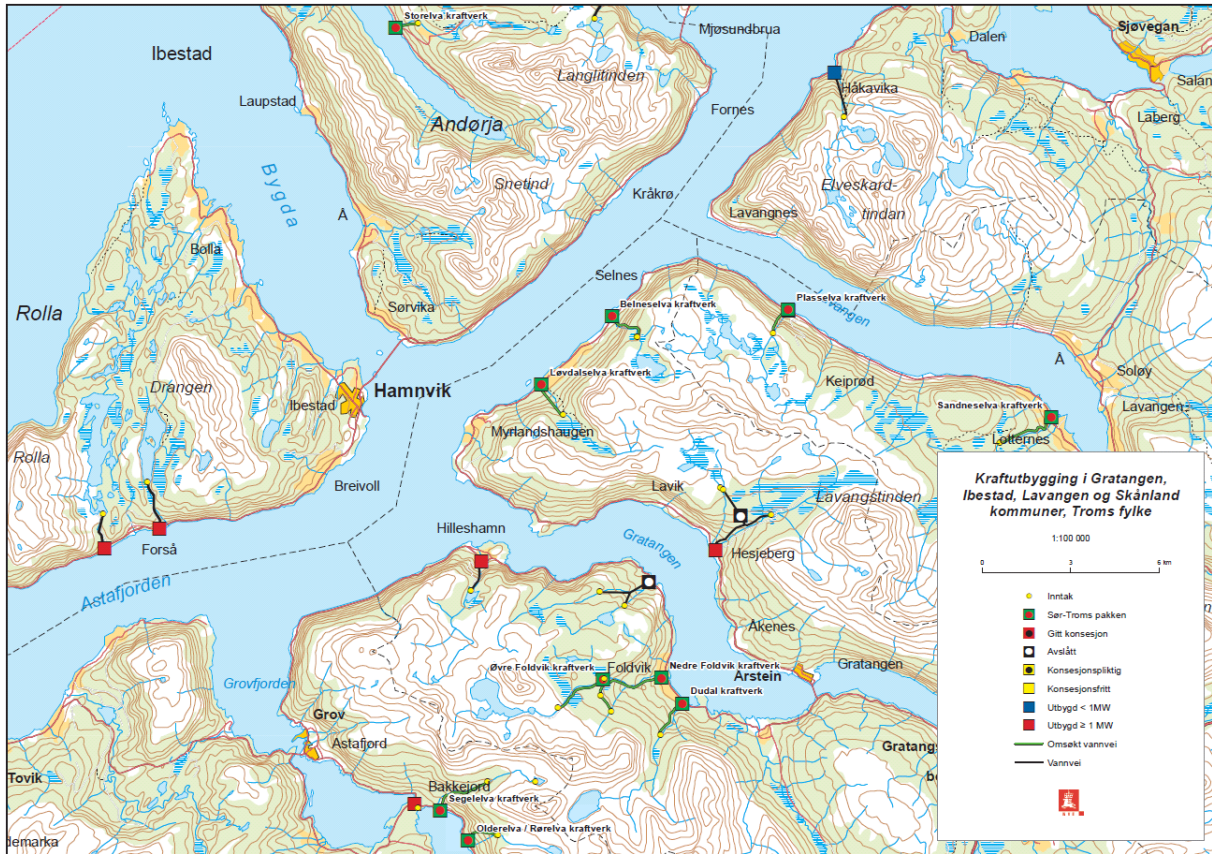 Storelva kraftverk
Mjøsundbrua
Dalen
Sjøvegan
Ibestad
Langlitinden
Salan
Håkavika
Laupstad
Fornes
Laberg
Andørja
Bygda
Snetind
Elveskard-
tindan
Kråkrø
Lavangnes
Å
Bolla
Selnes
Rolla
Sørvika
Belneselva kraftverk
Plasselva kraftverk
Å
Soløy
Løvdalselva kraftverk
Keiprød
Drangen
Hamnvik
Ibestad
Sandneselva kraftverk
Lavangen
Myrlandshaugen
Løtternes
Rolla
Breivoll
Lavik
Lavangstinden
Hilleshamn
Gratangen
Hesjeberg
Forså
Astafjorden
Åkenes
Øvre Foldvik kraftverk
Foldvik
Nedre Foldvik kraftverk
Arstein
Gratangen
Grovfjorden
Dudal kraftverk
Grov
Astafjord
Gratangs
Tovik
Bakkejord
Segelelva kraftverk
Olderelva / Rørelva kraftverk
demarka
Kraftutbygging i Gratangen,
Ibestad, Lavangen og Skånland
kommuner, Troms fylke
1:100 000
0 3 6 km
Inntak
Sør-Troms pakken
Gitt konsesjon
Avslått
Konsesjonspliktig
Konsesjonsfritt
Utbygd < 1MW
Utbygd ≥ 1 MW
Omsøkt vannvei
Vannvei